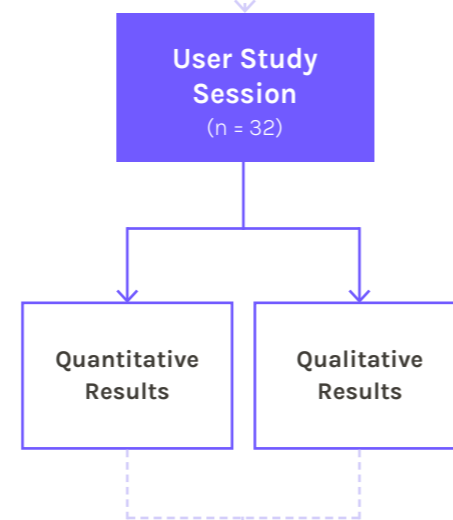 User Study
Session
(n = 32)
Quantitative
Results
Qualitative
Results